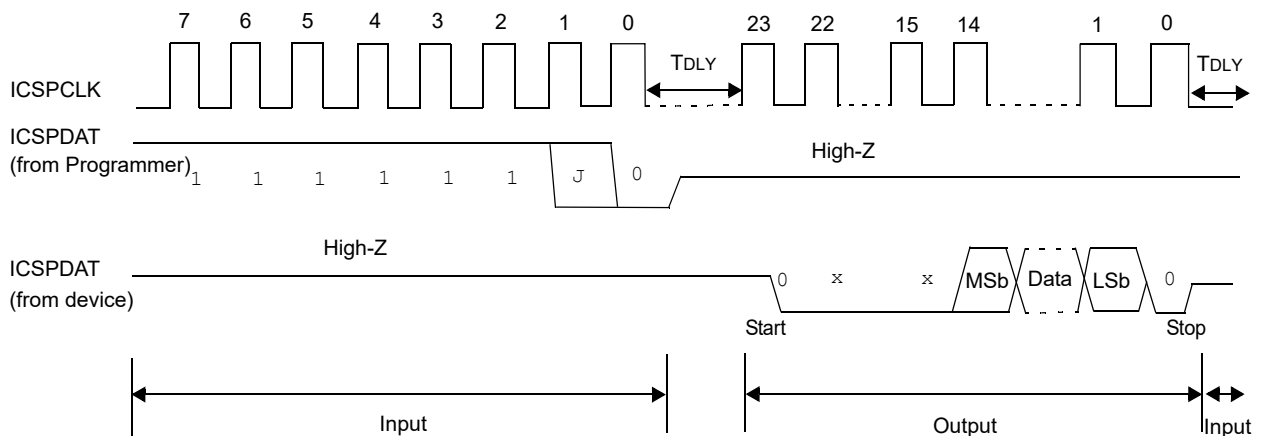 7 6 5 4 3 2 1 0 23 22 15 14 1 0
TDLY TDLY
ICSPCLK
ICSPDAT
(from Programmer)
High-Z
1 1 1 1 1 1 J 0
High-Z
ICSPDAT
(from device)
0 x x MSb Data LSb 0
Start Stop
Input Output Input